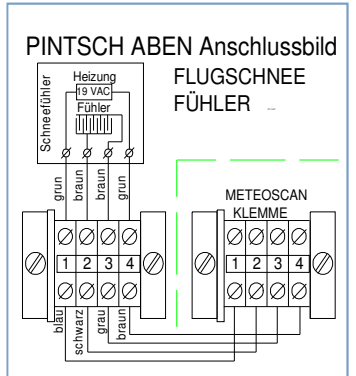 PINTSCH ABEN Anschlussbild
FLUGSCHNEE
FÜHLER
Schneefühler
Heizung
19 VAC
Fühler
grun
braun
braun
grun
METEOSCAN
KLEMME
1 2 3 4
1 2 3 4
blau
schwarz
grau
braun